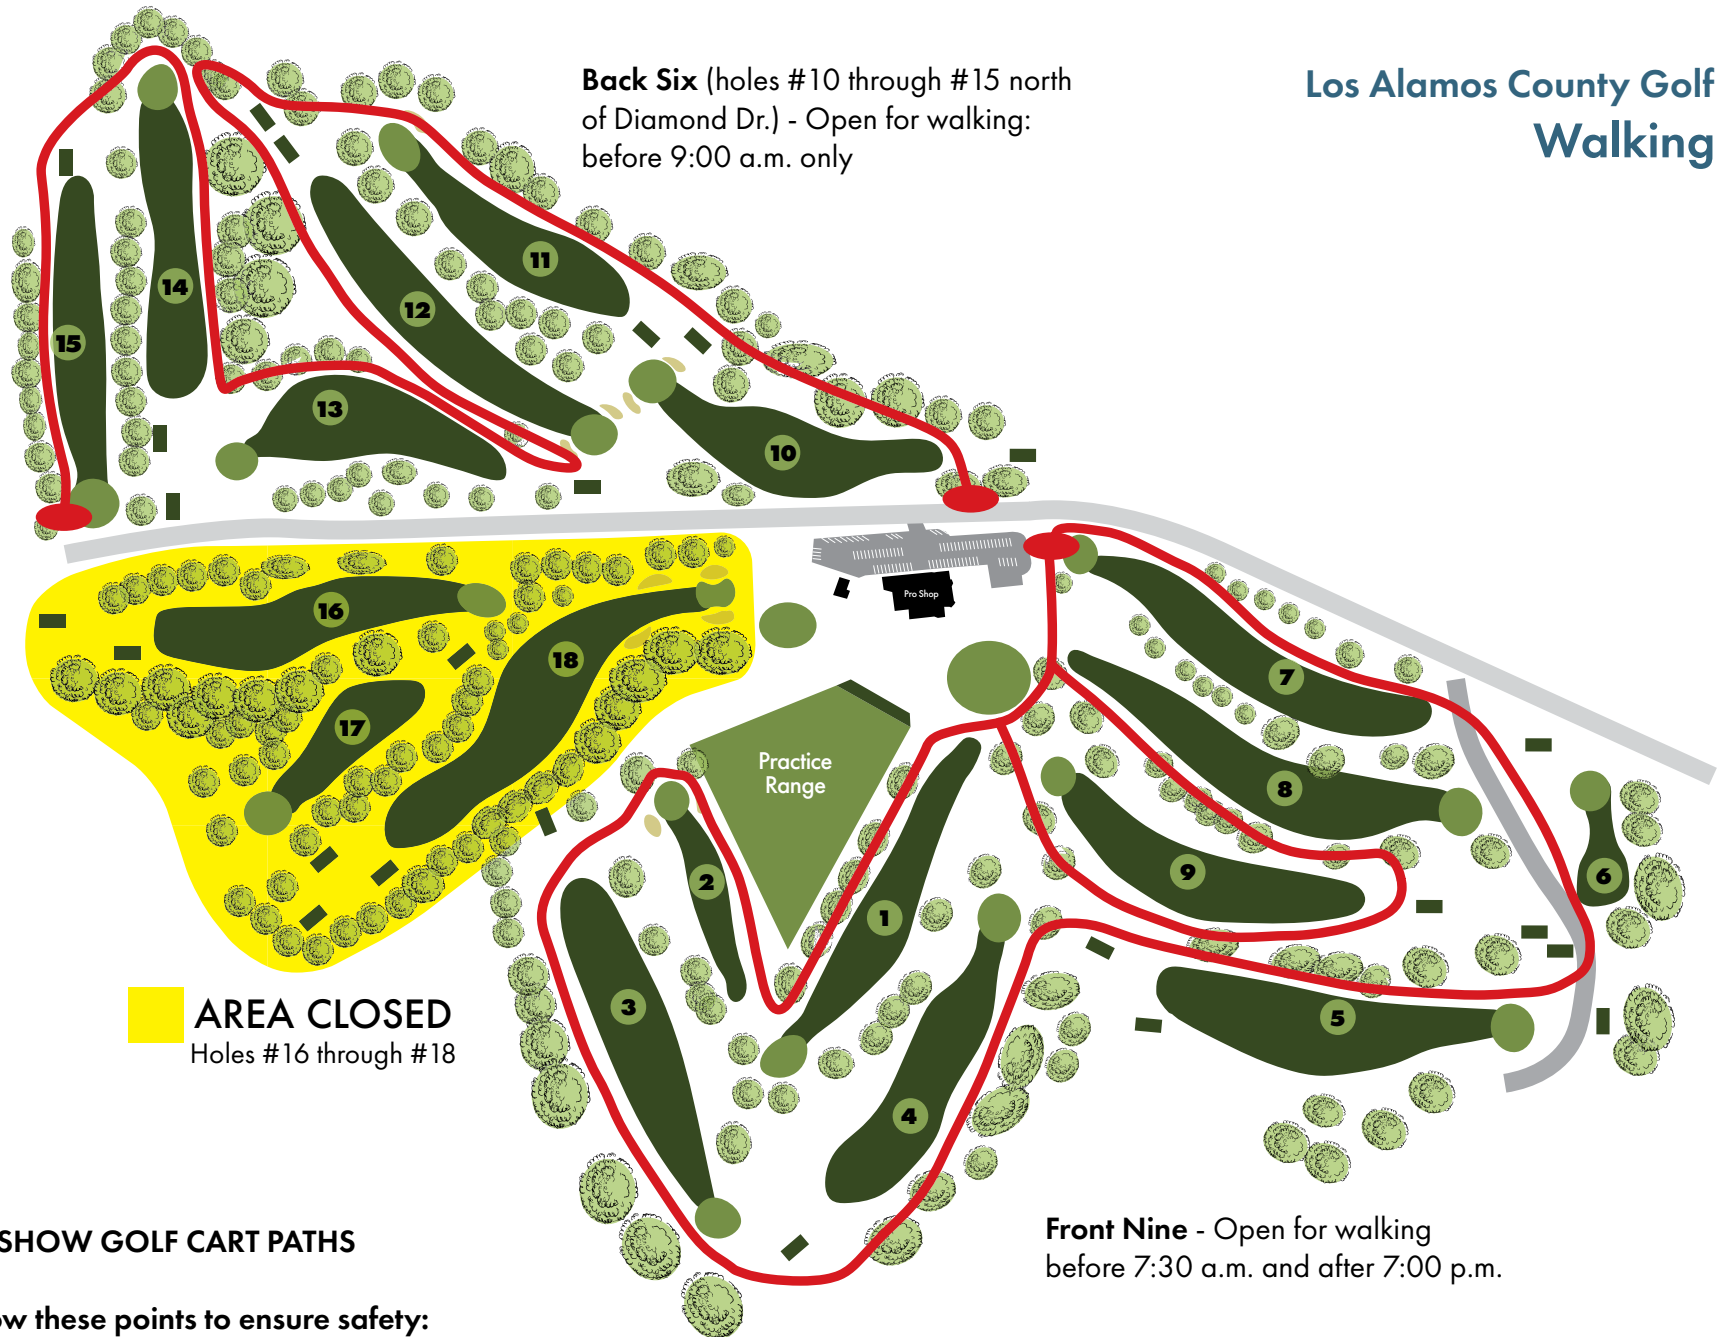 Los Alamos County Golf
Walking
Back Six (holes #10 through #15 north
of Diamond Dr.) - Open for walking:
before 9:00 a.m. only
11
14
12
15
13
10
16
Pro Shop
18
7
17
Practice
Range
8
2
9
6
1
3
5
4
AREA CLOSED
Holes #16 through #18
Front Nine - Open for walking
before 7:30 a.m. and after 7:00 p.m.
SHOW GOLF CART PATHS
these points to ensure safety: